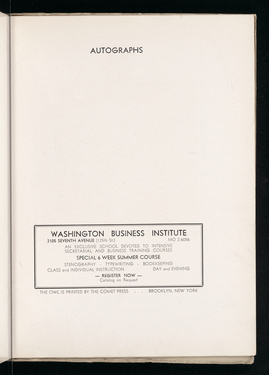 AUTOGRAPHS
WASHINGTON BUSINESS INSTITUTE
2105 SEVENTH AVENUE (125th St.) MO 2-6086
AN EXCLUSIVE SCHOOL DEVOTED TO INTENSIVE
SECRETARIAL AND BUSINESS TRAINING COURSES
SPECIAL 6 WEEK SUMMER COURSE
STENOGRAPHY - TYPEWRITING - BOOKKEEPING
CLASS and INDIVIDUAL INSTRUCTION DAY and EVENING
— REGISTER NOW —
Catalog on Request
THE OWL IS PRINTED BY THE COMET PRESS BROOKLYN, NEW YORK